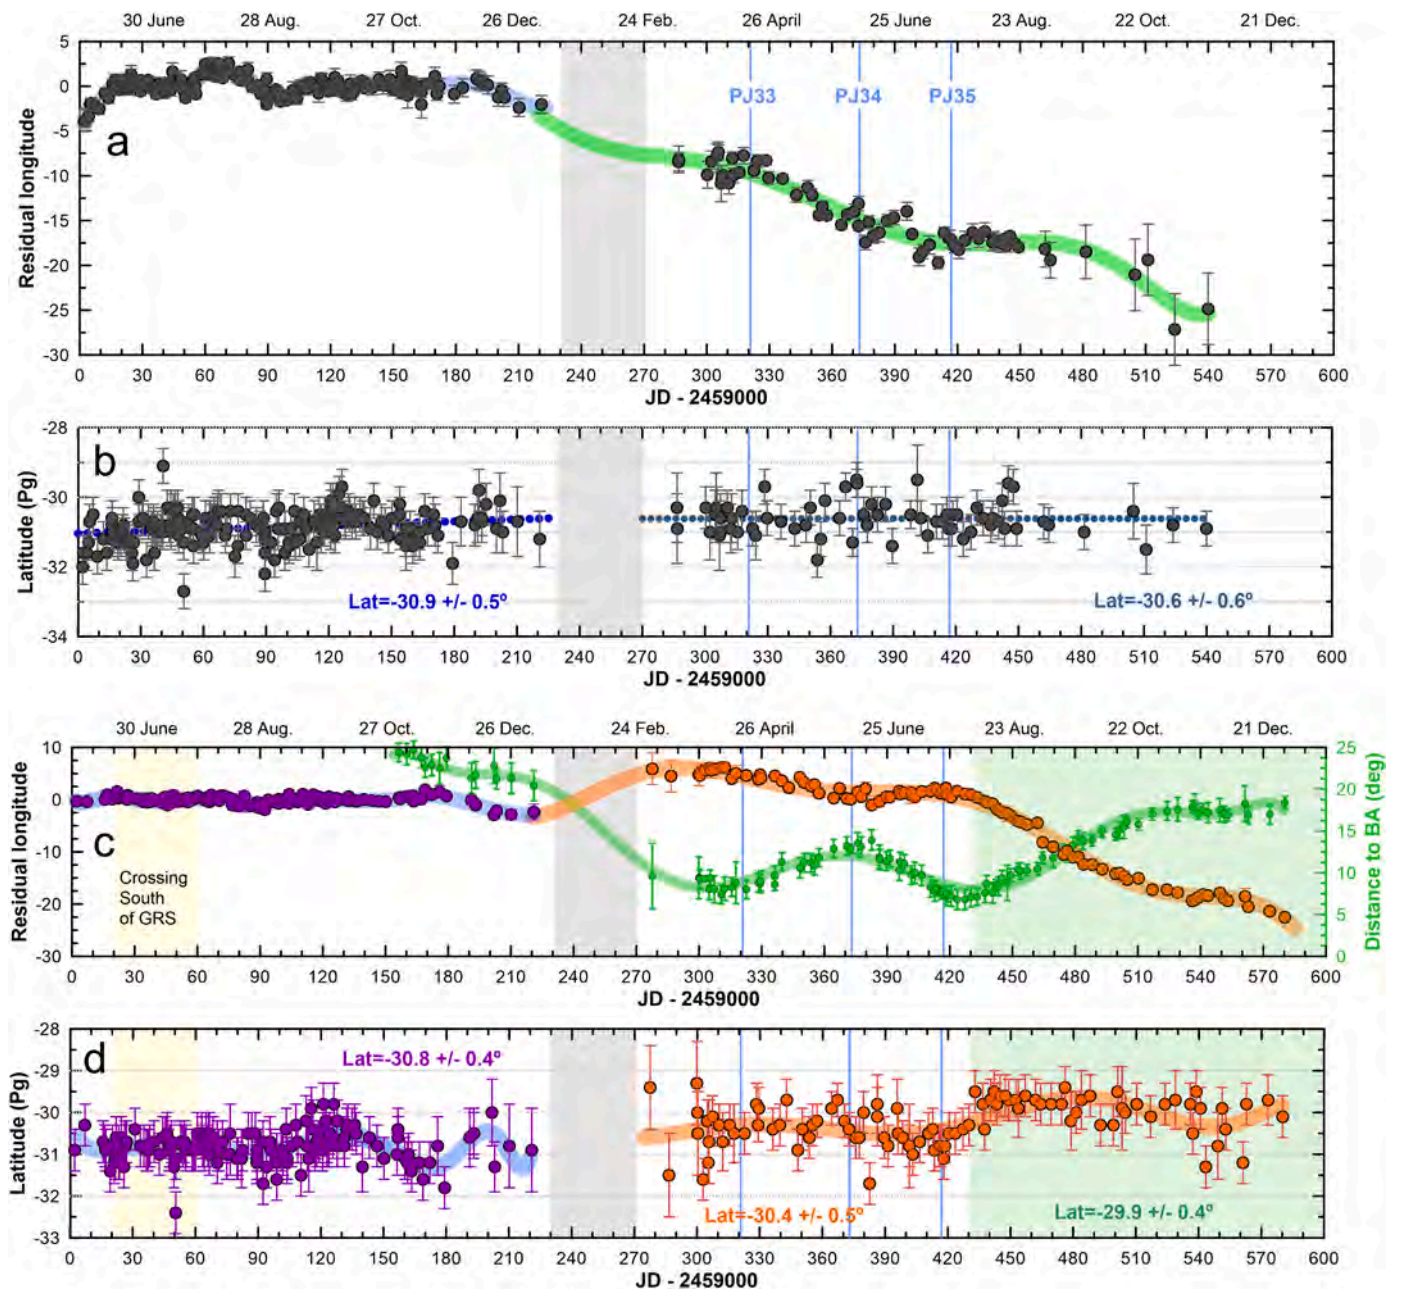 30 June 28 Aug. 27 Oct. 26 Dec. 24 Feb. 26 April 25 June 23 Aug. 22 Oct. 21 Dec.
5
0
-5
-10
-15
-20
-25
-30
Residual longitude
a
PJ33 PJ34 PJ35
0 30 60 90 120 150 180 210 240 270 300 330 360 390 420 450 480 510 540 570 600
JD - 2459000
-28
-30
-32
-34
Latitude (Pg)
b
Lat=-30.9 +/- 0.5º
Lat=-30.6 +/- 0.6º
0 30 60 90 120 150 180 210 240 270 300 330 360 390 420 450 480 510 540 570 600
JD - 2459000
30 June 28 Aug. 27 Oct. 26 Dec. 24 Feb. 26 April 25 June 23 Aug. 22 Oct. 21 Dec.
10
0
-10
-20
-30
Residual longitude
c
Crossing
South
of GRS
25
20
15
10
5
0
Distance to BA (deg)
0 30 60 90 120 150 180 210 240 270 300 330 360 390 420 450 480 510 540 570 600
JD - 2459000
-28
-29
-30
-31
-32
-33
Latitude (Pg)
d
Lat=-30.8 +/- 0.4º
Lat=-30.4 +/- 0.5º
Lat=-29.9 +/- 0.4º
0 30 60 90 120 150 180 210 240 270 300 330 360 390 420 450 480 510 540 570 600
JD - 2459000